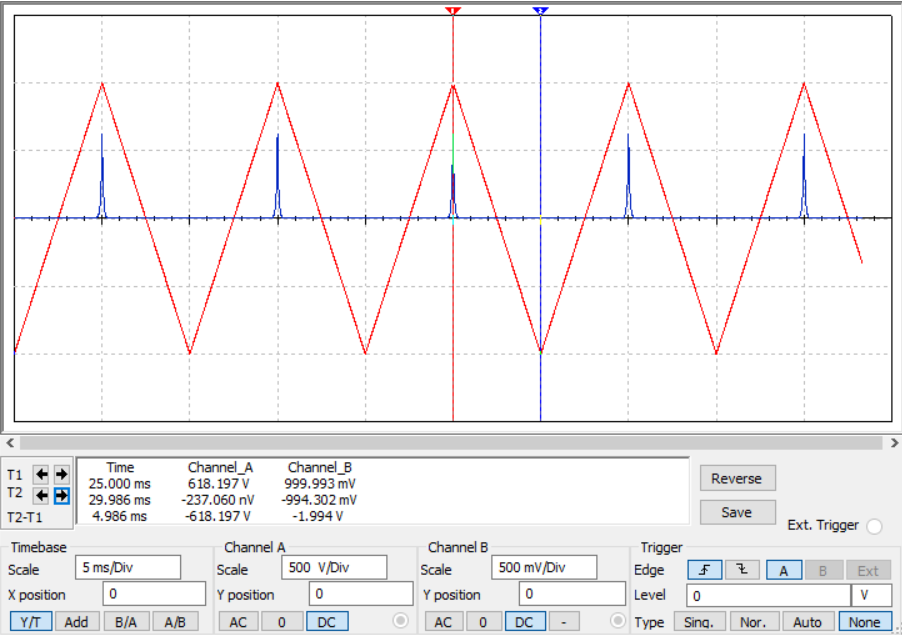 1 2
T1
T2
T2-T1
Time Channel_A Channel_B
25.000 ms 618.197 V 999.993 mV
29.986 ms -237.060 nV -994.302 mV
4.986 ms -618.197 V -1.994 V
Reverse
Save
Ext. Trigger
Timebase
Scale 5 ms/Div
X position 0
Y/T Add B/A A/B
Channel A
Scale 500 V/Div
Y position 0
AC 0 DC
Channel B
Scale 500 mV/Div
Y position 0
AC 0 DC -
Trigger
Edge A B Ext
Level 0 V
Type Sing. Nor. Auto None